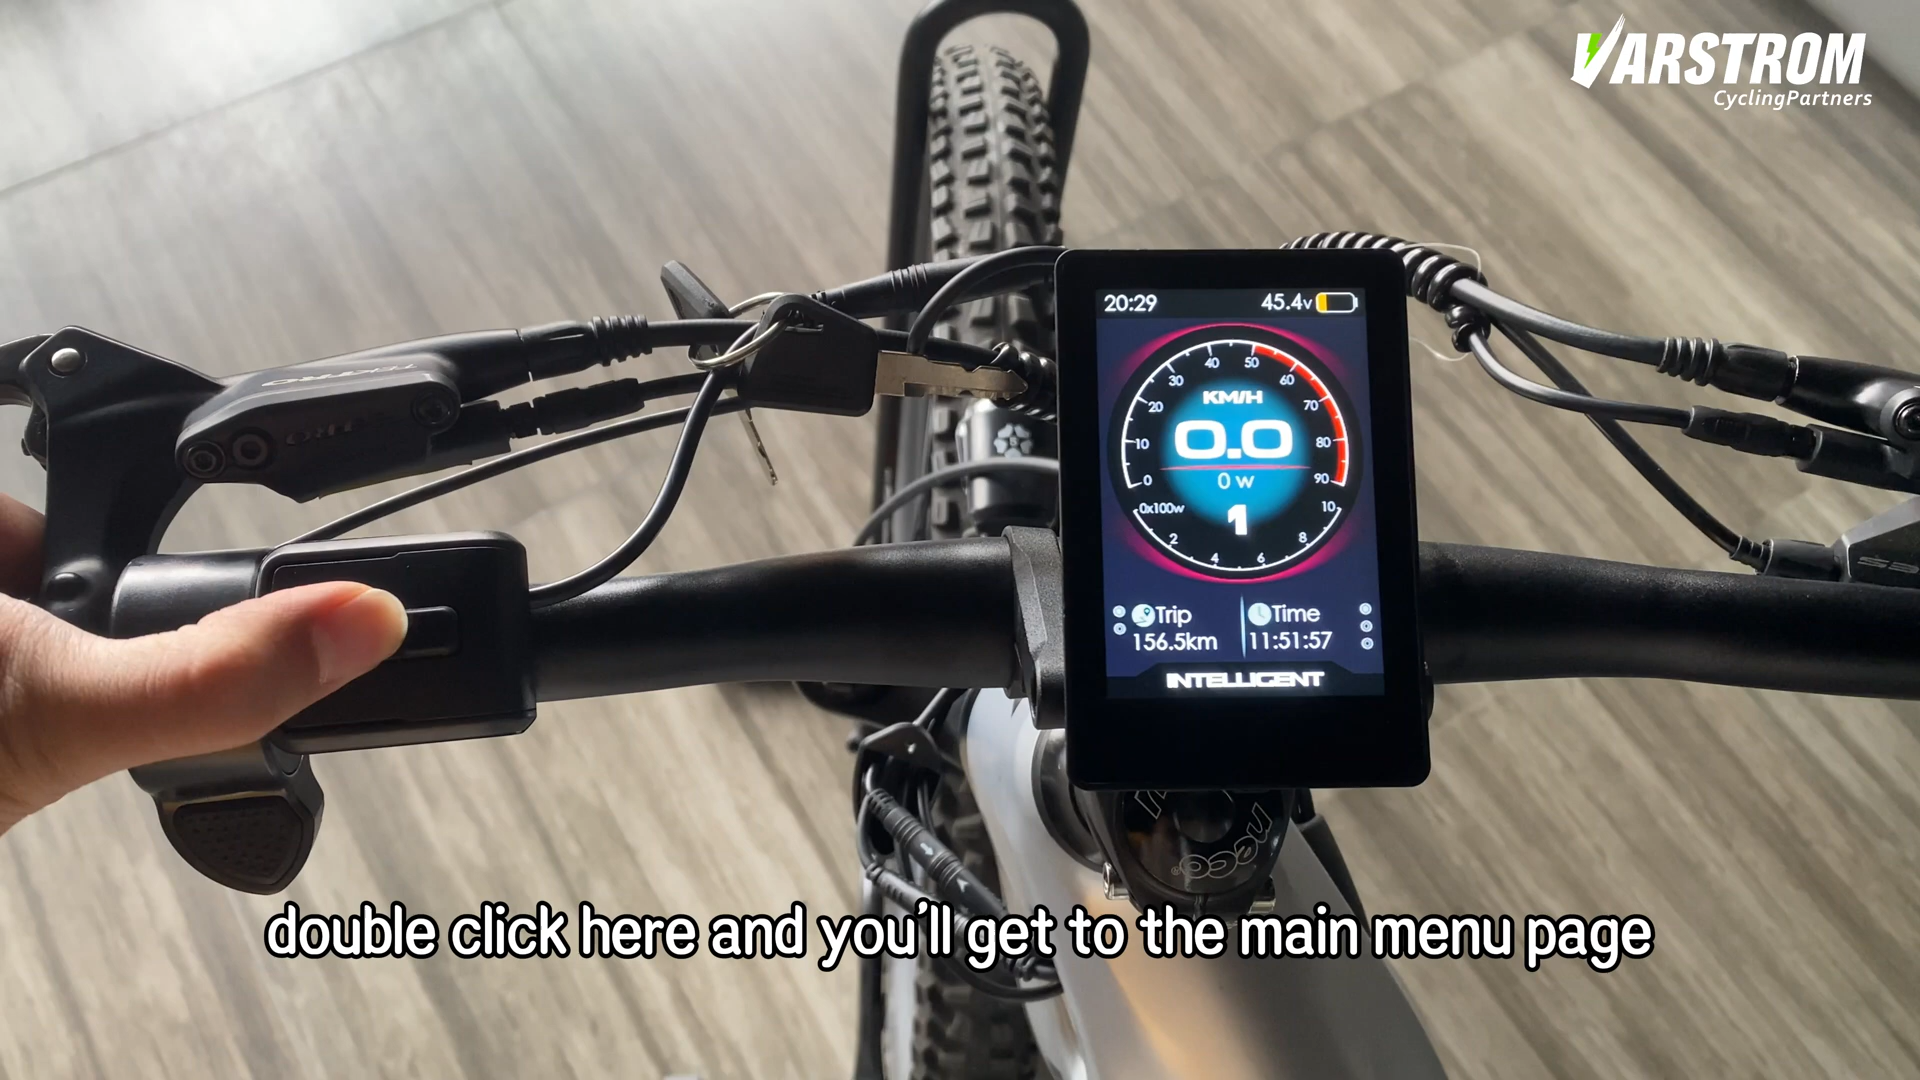 VARSTROM
CyclingPartners
20:29
45.4v
0
10
20
30
40
50
60
70
80
90
KM/H
0.0
0 w
1
0x100w
2
4
6
8
10
Trip
156.5km
Time
11:51:57
INTELLIGENT
TEKTRO
neco
double click here and you'll get to the main menu page